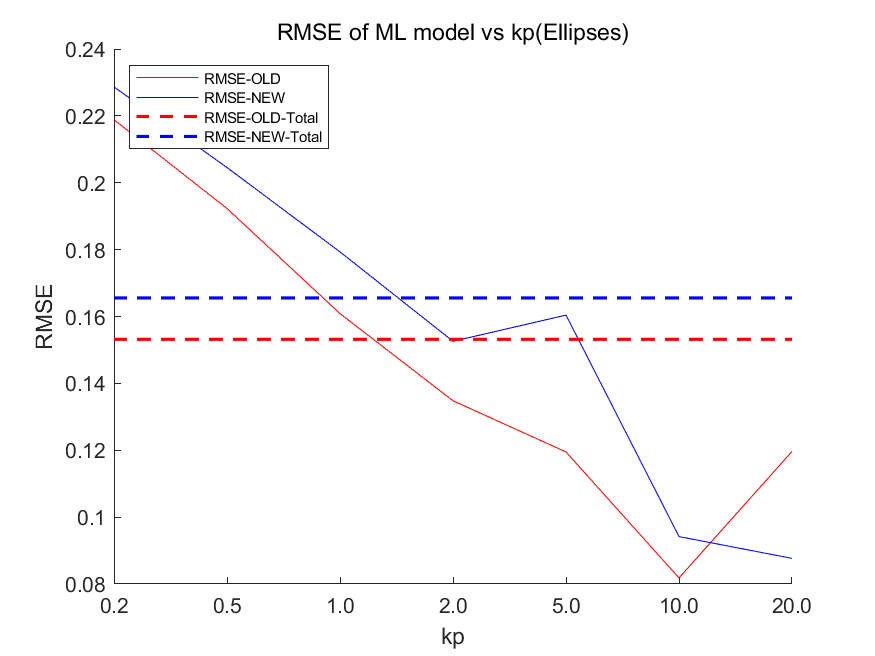 RMSE of ML model vs kp(Ellipses)
0.24
0.22
0.2
0.18
0.16
0.14
0.12
0.1
0.08
RMSE
RMSE-OLD
RMSE-NEW
RMSE-OLD-Total
RMSE-NEW-Total
0.2 0.5 1.0 2.0 5.0 10.0 20.0
kp